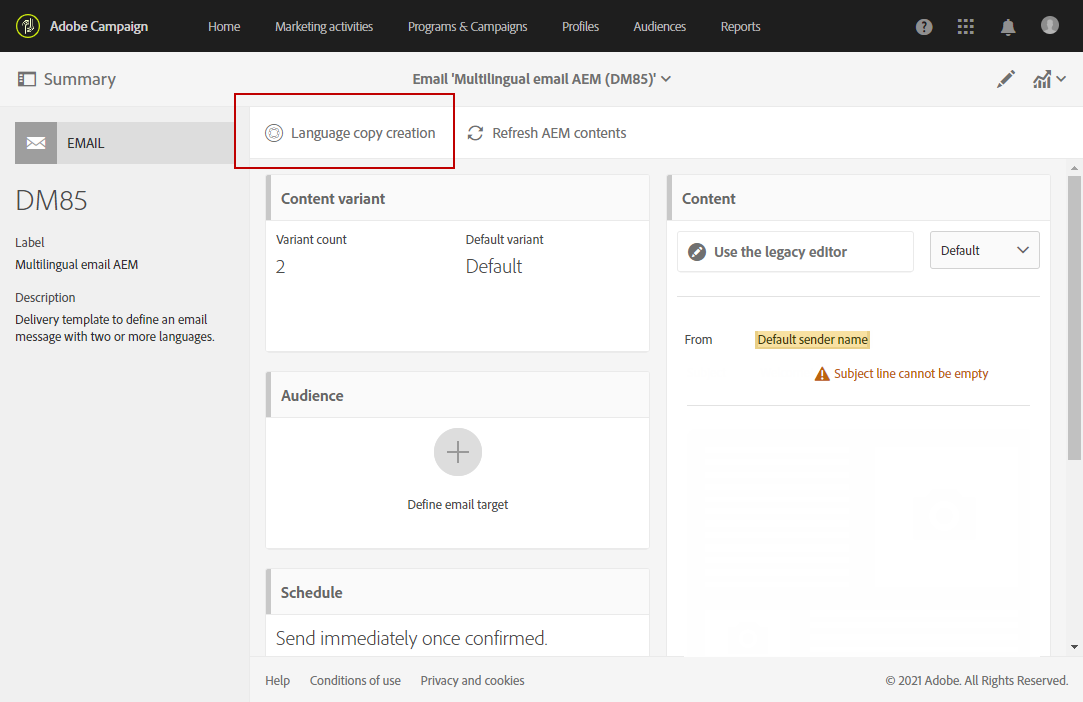 Adobe Campaign
Home
Marketing activities
Programs & Campaigns
Profiles
Audiences
Reports
Summary
Email 'Multilingual email AEM (DM85)'
EMAIL
DM85
Label
Multilingual email AEM
Description
Delivery template to define an email
message with two or more languages.
Language copy creation
Refresh AEM contents
Content variant
Variant count
Default variant
2
Default
Audience
Define email target
Schedule
Send immediately once confirmed.
Content
Use the legacy editor
Default
From
Default sender name
Subject line cannot be empty
Help
Conditions of use
Privacy and cookies
© 2021 Adobe. All Rights Reserved.